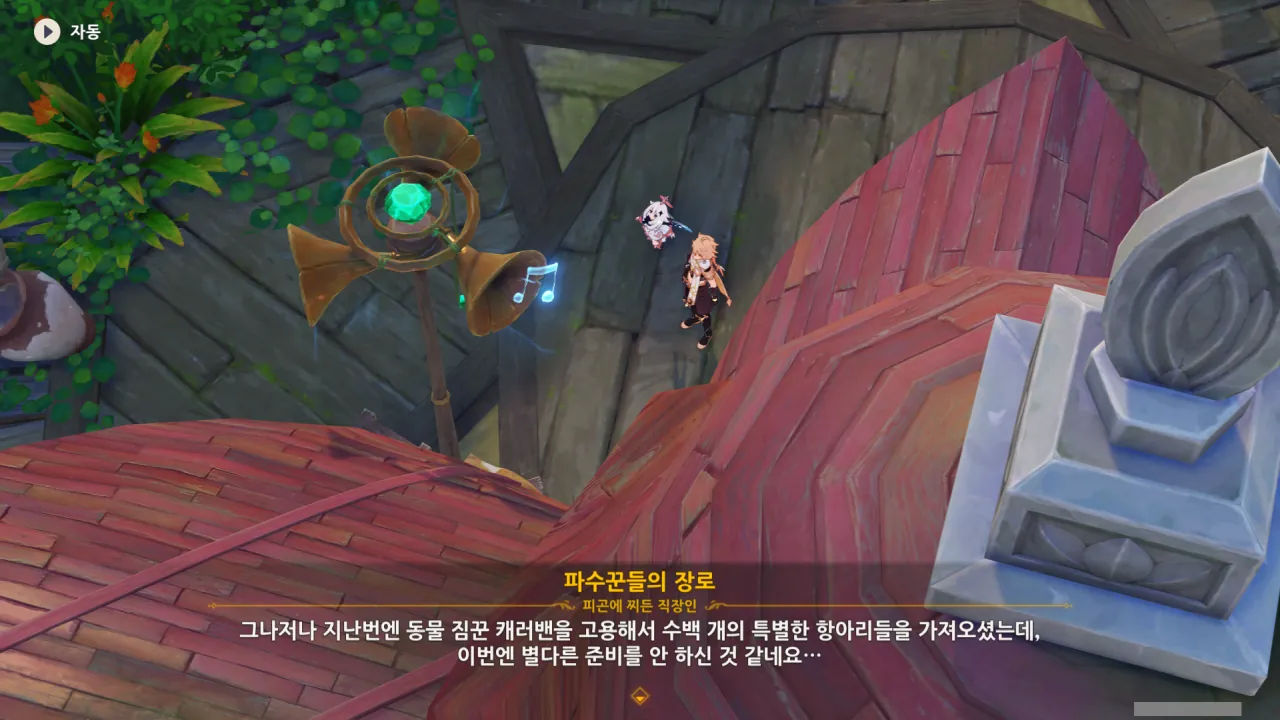 자동
파수꾼들의 장로
피곤에 찌든 직장인
그나저나 지난번엔 동물 짐꾼 캐러밴을 고용해서 수백 개의 특별한 항아리들을 가져오셨는데,
이번엔 별다른 준비를 안 하신 것 같네요…